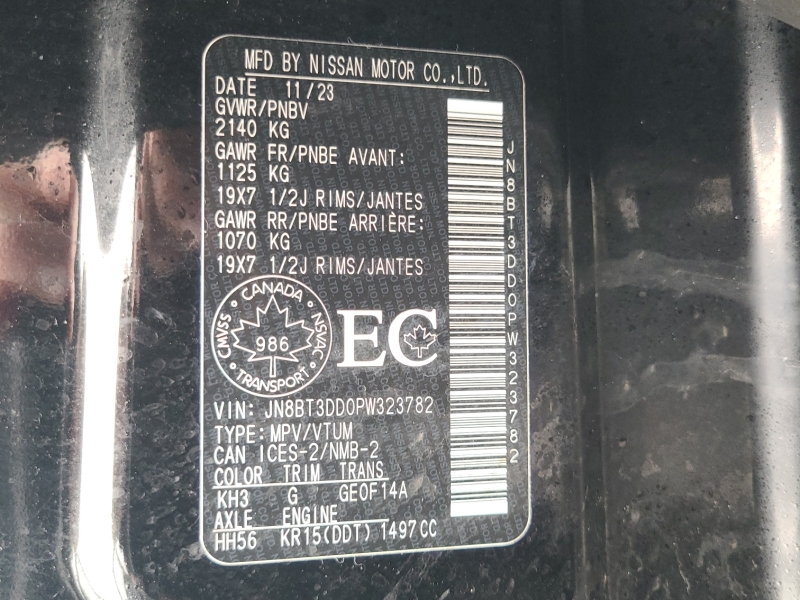 MFD BY NISSAN MOTOR CO.,LTD.
DATE 11/23
GVWR/PNBV
2140 KG
GAWR FR/PNBE AVANT:
1125 KG
19X7 1/2J RIMS/JANTES
GAWR RR/PNBE ARRIÈRE:
1070 KG
19X7 1/2J RIMS/JANTES
CANADA
CMVSS 986 NSVAC
TRANSPORT
EC
VIN: JN8BT3DD0PW323782
TYPE: MPV/VTUM
CAN ICES-2/NMB-2
COLOR TRIM TRANS
KH3 G GE0F14A
AXLE ENGINE
HH56 KR15(DDT) 1497CC
JN8BT3DD0PW323782